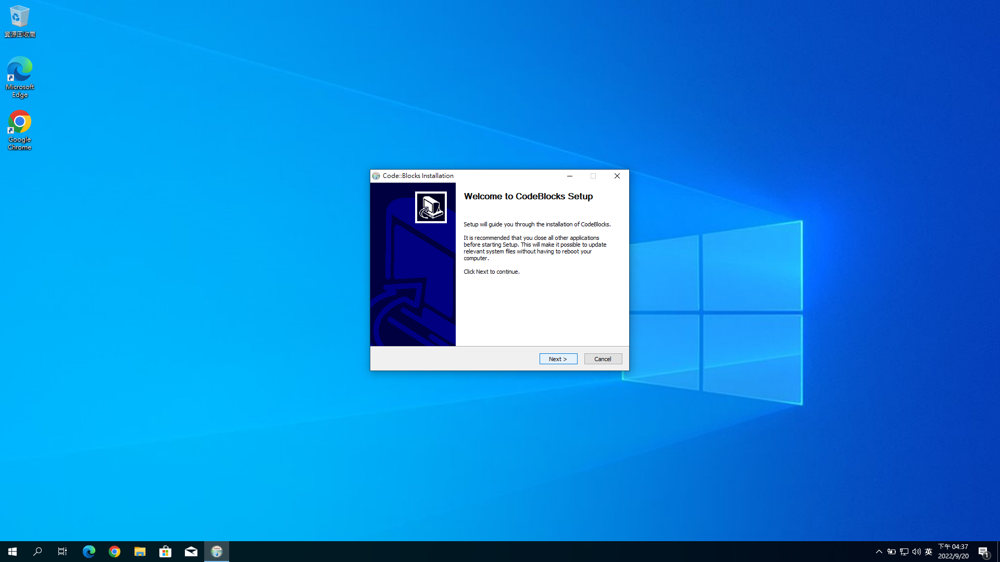 資源回收筒
Microsoft
Edge
Google
Chrome
Code::Blocks Installation
Welcome to CodeBlocks Setup
Setup will guide you through the installation of CodeBlocks.
It is recommended that you close all other applications
before starting Setup. This will make it possible to update
relevant system files without having to reboot your
computer.
Click Next to continue.
Next >
Cancel
英
下午 04:37
2022/9/20
1